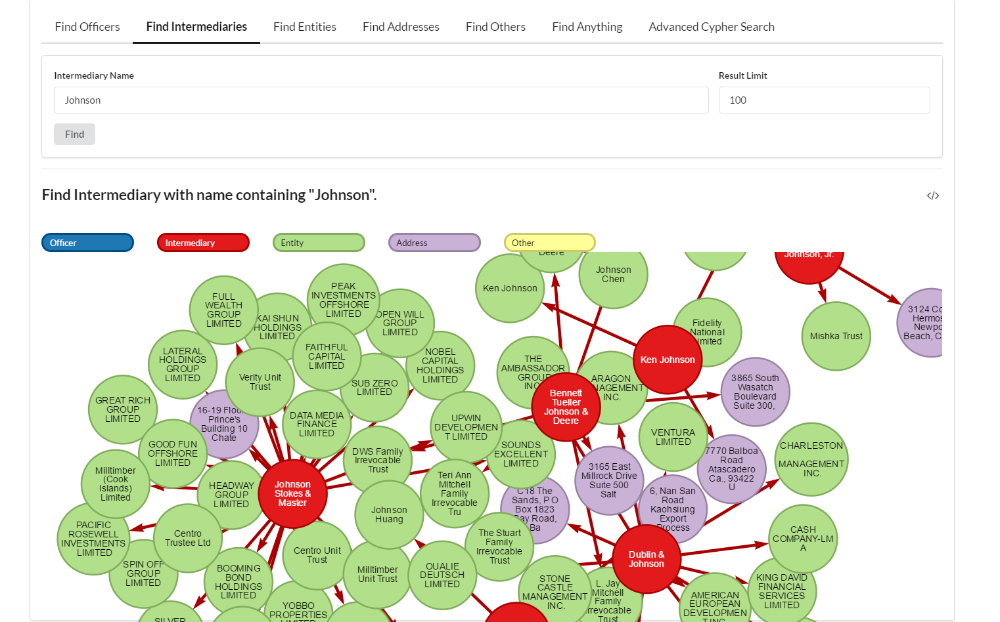 Find Officers
Find Intermediaries
Find Entities
Find Addresses
Find Others
Find Anything
Advanced Cypher Search
Intermediary Name
Result Limit
Johnson
100
Find
Find Intermediary with name containing "Johnson".
</>
Officer
Intermediary
Entity
Address
Other
Deere
Johnson
Chen
Johnson, Jr.
Ken Johnson
FULL
WEALTH
GROUP
LIMITED
KAI SHUN
HOLDINGS
LIMITED
PEAK
INVESTMENTS
OFFSHORE
LIMITED
OPEN WILL
GROUP
LIMITED
Fidelity
National
imited
Mishka Trust
3124 Co
Hermos
Newpo
Beach, C
LATERAL
HOLDINGS
GROUP
LIMITED
FAITHFUL
CAPITAL
LIMITED
NOBEL
CAPITAL
HOLDINGS
LIMITED
THE
AMBASSADOR
GROUP
INC
Ken Johnson
Verity Unit
Trust
SUB ZERO
LIMITED
ARAGON
NAGEMENT
INC.
3865 South
Wasatch
Boulevard
Suite 300,
GREAT RICH
GROUP
LIMITED
16-19 Floo
Prince's
Building 10
Chate
DATA MEDIA
FINANCE
LIMITED
UPWIN
DEVELOPMEN
T LIMITED
Bennett
Tueller
Johnson &
Deere
VENTURA
LIMITED
GOOD FUN
OFFSHORE
LIMITED
DWS Family
Irrevocable
Trust
SOUNDS
EXCELLENT
LIMITED
7770 Balboa
Road
Atascadero
Ca., 93422
U
CHARLESTON
MANAGEMENT
INC.
Milltimber
(Cook
Islands)
Limited
HEADWAY
GROUP
LIMITED
Johnson
Stokes &
Master
Teri Ann
Mitchell
Family
Irrevocable
Tru
3165 East
Millrock Drive
Suite 500
Salt
C18 The
Sands, P O
Box 1823
Bay Road,
Ba
6, Nan San
Road
Kaohsiung
Export
Process
Johnson
Huang
PACIFIC
ROSEWELL
INVESTMENTS
LIMITED
Centro
Trustee Ltd
Centro Unit
Trust
The Stuart
Family
Irrevocable
Trust
CASH
COMPANY-LM
A
Dublin &
Johnson
SPIN OFF
GROUP
LIMITED
BOOMING
BOND
HOLDINGS
LIMITED
Milltimber
Unit Trust
OUALIE
DEUTSCH
LIMITED
STONE
CASTLE
MANAGEMENT
INC.
L. Jay
Mitchell
Family
Irrevocable
Trust
KING DAVID
FINANCIAL
SERVICES
LIMITED
AMERICAN
EUROPEAN
DEVELOPMEN
T INC
YOBBO
PROPERTIES
LIMITED
SILVER